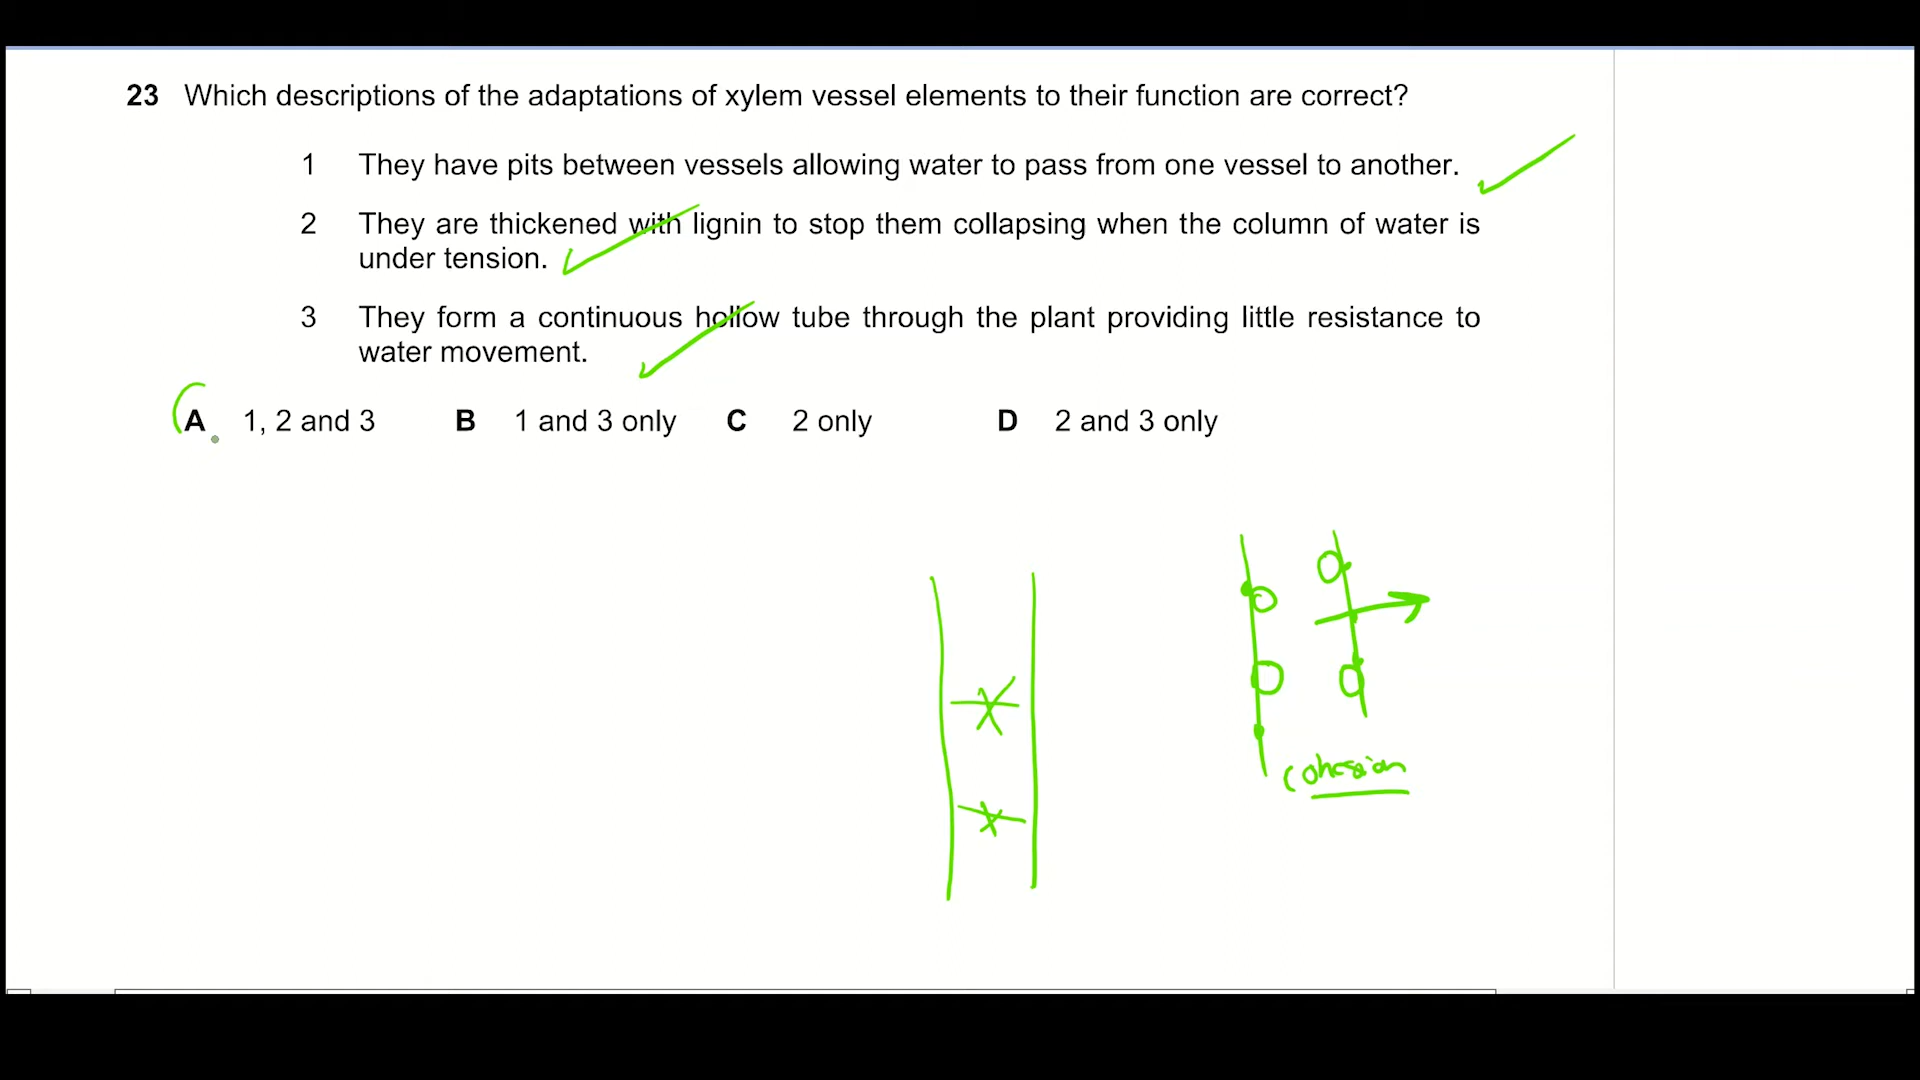 23 Which descriptions of the adaptations of xylem vessel elements to their function are correct?
1 They have pits between vessels allowing water to pass from one vessel to another.
2 They are thickened with lignin to stop them collapsing when the column of water is
under tension.
3 They form a continuous hollow tube through the plant providing little resistance to
water movement.
A 1, 2 and 3 B 1 and 3 only C 2 only D 2 and 3 only
cohesion